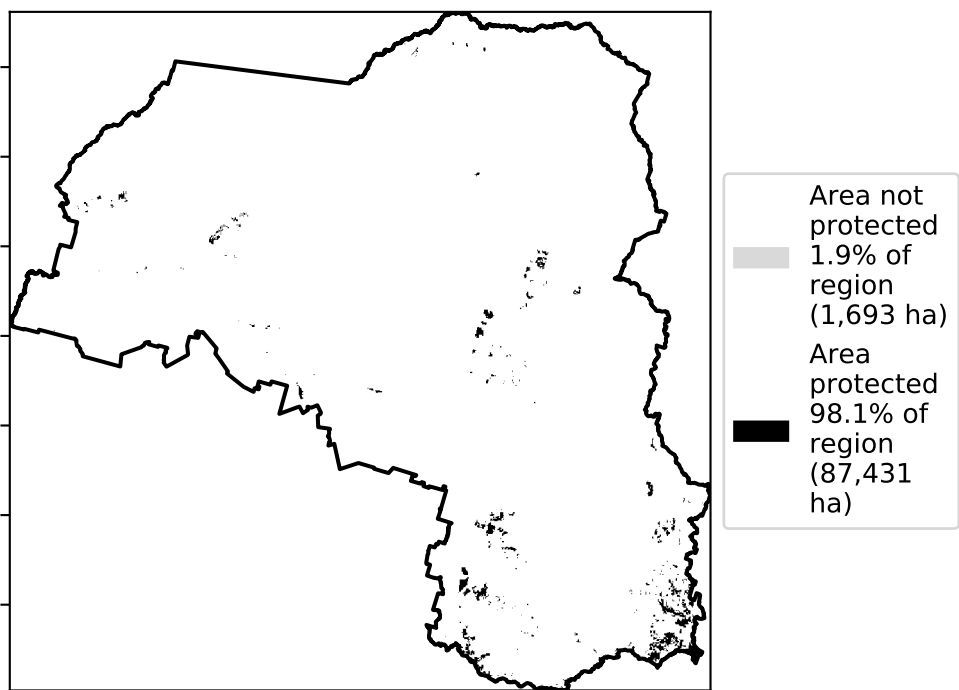 Area not
protected
1.9% of
region
(1,693 ha)
Area
protected
98.1% of
region
(87,431
ha)